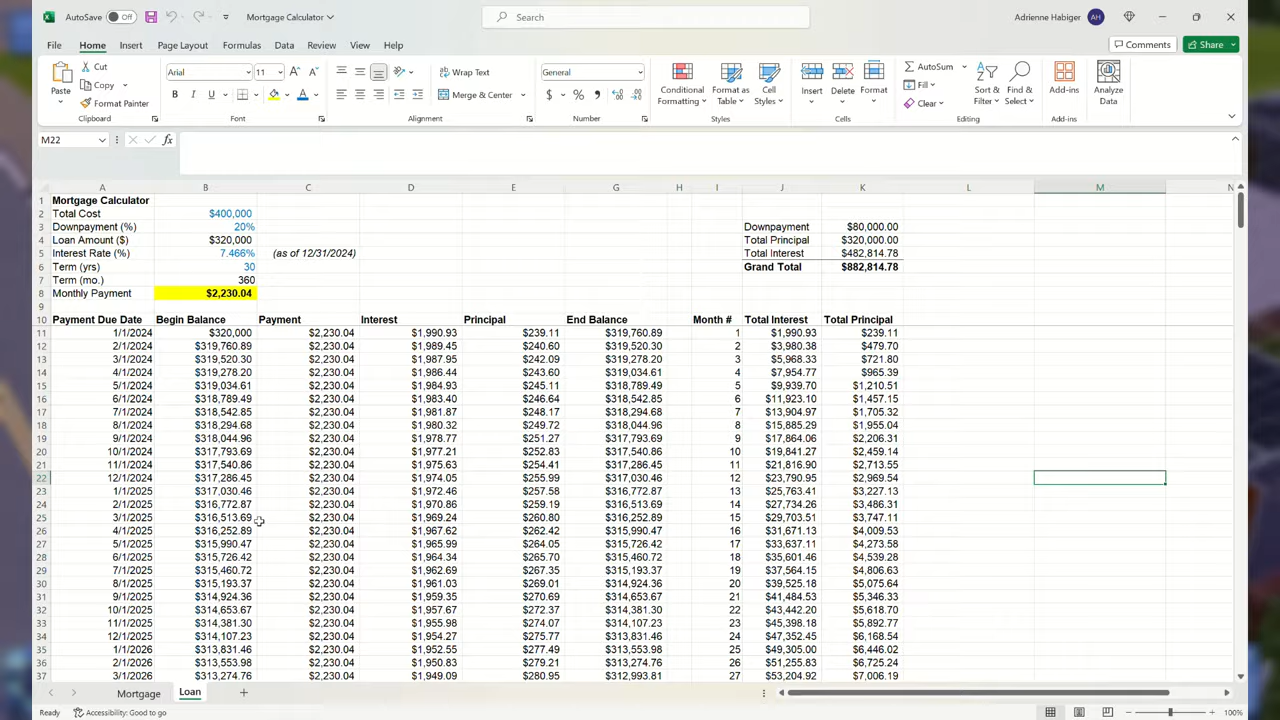 AutoSave Off Mortgage Calculator Search Adrienne Habiger AH
File Home Insert Page Layout Formulas Data Review View Help Comments Share
Paste Cut Copy Format Painter Clipboard
Arial 11 B I U A Font
Wrap Text Merge & Center Alignment
General $ % Number
Conditional Formatting Format as Table Cell Styles Styles
Insert Delete Format Cells
AutoSum Fill Clear Sort & Filter Find & Select Editing
Add-ins Add-ins
Analyze Data
M22 fx
A B C D E F G H I J K L M N
1 Mortgage Calculator
2 Total Cost $400,000
3 Downpayment (%) 20% Downpayment $80,000.00
4 Loan Amount ($) $320,000 Total Principal $320,000.00
5 Interest Rate (%) 7.466% (as of 12/31/2024) Total Interest $482,814.78
6 Term (yrs) 30 Grand Total $882,814.78
7 Term (mo.) 360
8 Monthly Payment $2,230.04
9
10 Payment Due Date Begin Balance Payment Interest Principal End Balance Month # Total Interest Total Principal
11 1/1/2024 $320,000 $2,230.04 $1,990.93 $239.11 $319,760.89 1 $1,990.93 $239.11
12 2/1/2024 $319,760.89 $2,230.04 $1,989.45 $240.60 $319,520.30 2 $3,980.38 $479.70
13 3/1/2024 $319,520.30 $2,230.04 $1,987.95 $242.09 $319,278.20 3 $5,968.33 $721.80
14 4/1/2024 $319,278.20 $2,230.04 $1,986.44 $243.60 $319,034.61 4 $7,954.77 $965.39
15 5/1/2024 $319,034.61 $2,230.04 $1,984.93 $245.11 $318,789.49 5 $9,939.70 $1,210.51
16 6/1/2024 $318,789.49 $2,230.04 $1,983.40 $246.64 $318,542.85 6 $11,923.10 $1,457.15
17 7/1/2024 $318,542.85 $2,230.04 $1,981.87 $248.17 $318,294.68 7 $13,904.97 $1,705.32
18 8/1/2024 $318,294.68 $2,230.04 $1,980.32 $249.72 $318,044.96 8 $15,885.29 $1,955.04
19 9/1/2024 $318,044.96 $2,230.04 $1,978.77 $251.27 $317,793.69 9 $17,864.06 $2,206.31
20 10/1/2024 $317,793.69 $2,230.04 $1,977.21 $252.83 $317,540.86 10 $19,841.27 $2,459.14
21 11/1/2024 $317,540.86 $2,230.04 $1,975.63 $254.41 $317,286.45 11 $21,816.90 $2,713.55
22 12/1/2024 $317,286.45 $2,230.04 $1,974.05 $255.99 $317,030.46 12 $23,790.95 $2,969.54
23 1/1/2025 $317,030.46 $2,230.04 $1,972.46 $257.58 $316,772.87 13 $25,763.41 $3,227.13
24 2/1/2025 $316,772.87 $2,230.04 $1,970.86 $259.19 $316,513.69 14 $27,734.26 $3,486.31
25 3/1/2025 $316,513.69 $2,230.04 $1,969.24 $260.80 $316,252.89 15 $29,703.51 $3,747.11
26 4/1/2025 $316,252.89 $2,230.04 $1,967.62 $262.42 $315,990.47 16 $31,671.13 $4,009.53
27 5/1/2025 $315,990.47 $2,230.04 $1,965.99 $264.05 $315,726.42 17 $33,637.11 $4,273.58
28 6/1/2025 $315,726.42 $2,230.04 $1,964.34 $265.70 $315,460.72 18 $35,601.46 $4,539.28
29 7/1/2025 $315,460.72 $2,230.04 $1,962.69 $267.35 $315,193.37 19 $37,564.15 $4,806.63
30 8/1/2025 $315,193.37 $2,230.04 $1,961.03 $269.01 $314,924.36 20 $39,525.18 $5,075.64
31 9/1/2025 $314,924.36 $2,230.04 $1,959.35 $270.69 $314,653.67 21 $41,484.53 $5,346.33
32 10/1/2025 $314,653.67 $2,230.04 $1,957.67 $272.37 $314,381.30 22 $43,442.20 $5,618.70
33 11/1/2025 $314,381.30 $2,230.04 $1,955.98 $274.07 $314,107.23 23 $45,398.18 $5,892.77
34 12/1/2025 $314,107.23 $2,230.04 $1,954.27 $275.77 $313,831.46 24 $47,352.45 $6,168.54
35 1/1/2026 $313,831.46 $2,230.04 $1,952.55 $277.49 $313,553.98 25 $49,305.00 $6,446.02
36 2/1/2026 $313,553.98 $2,230.04 $1,950.83 $279.21 $313,274.76 26 $51,255.83 $6,725.24
37 3/1/2026 $313,274.76 $2,230.04 $1,949.09 $280.95 $312,993.81 27 $53,204.92 $7,006.19
Mortgage Loan
Ready Accessibility: Good to go 100%